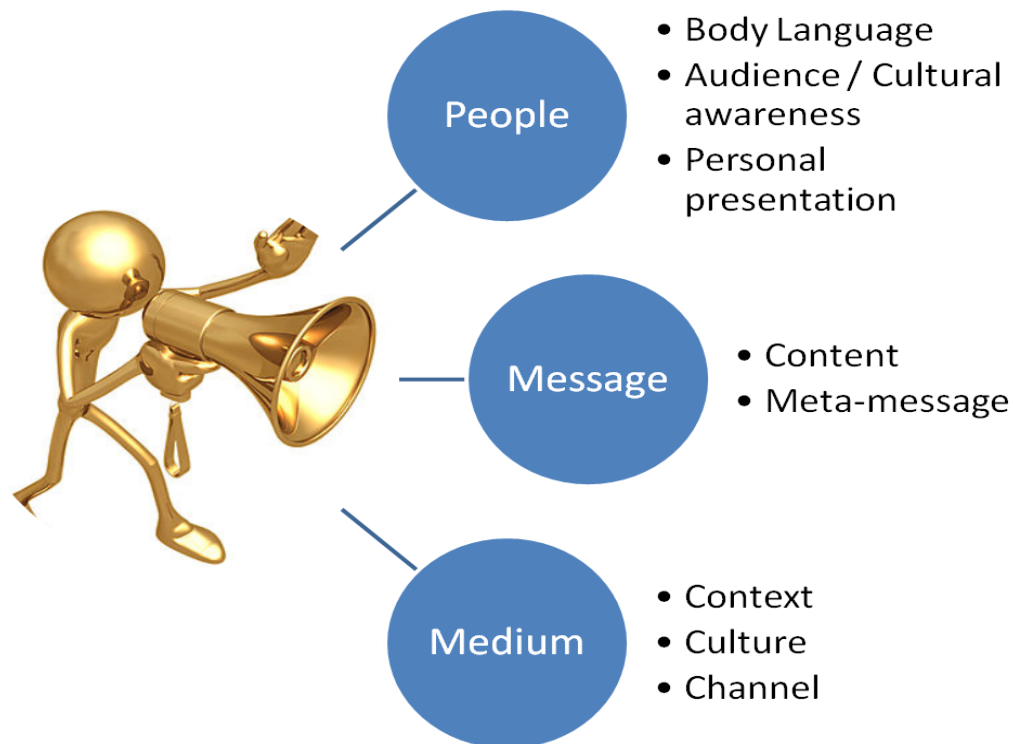 People
• Body Language
• Audience / Cultural
awareness
• Personal
presentation
Message
• Content
• Meta-message
Medium
• Context
• Culture
• Channel